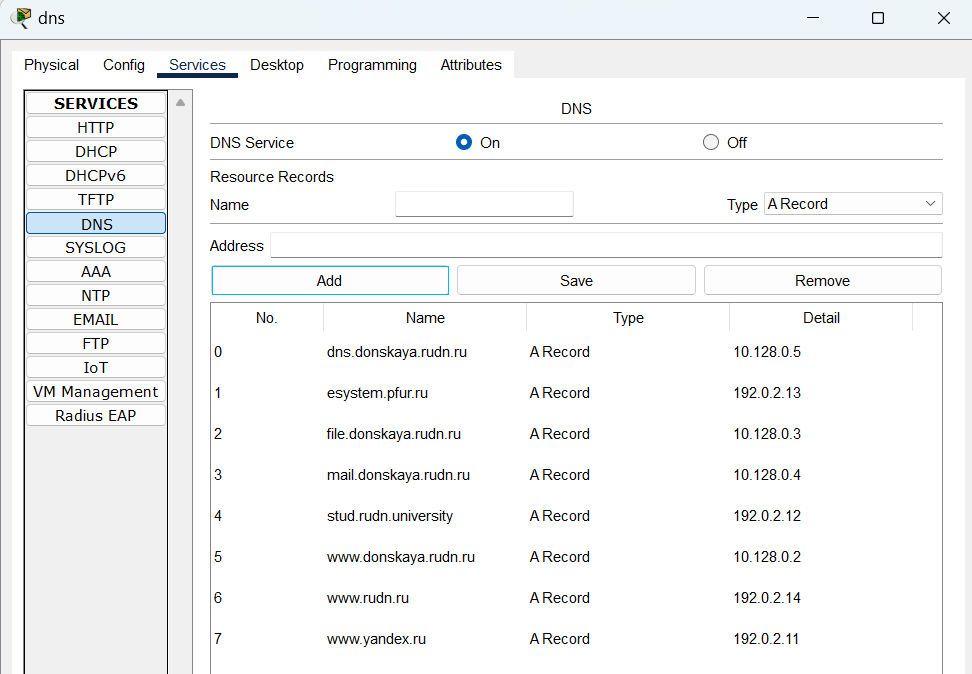 dns
Physical Config Services Desktop Programming Attributes
SERVICES
HTTP
DHCP
DHCPv6
TFTP
DNS
SYSLOG
AAA
NTP
EMAIL
FTP
IoT
VM Management
Radius EAP
DNS
DNS Service On Off
Resource Records
Name Type A Record
Address
Add Save Remove
No. Name Type Detail
0 dns.donskaya.rudn.ru A Record 10.128.0.5
1 esystem.pfur.ru A Record 192.0.2.13
2 file.donskaya.rudn.ru A Record 10.128.0.3
3 mail.donskaya.rudn.ru A Record 10.128.0.4
4 stud.rudn.university A Record 192.0.2.12
5 www.donskaya.rudn.ru A Record 10.128.0.2
6 www.rudn.ru A Record 192.0.2.14
7 www.yandex.ru A Record 192.0.2.11